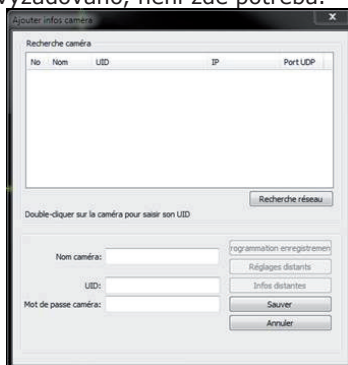 vyžadováno, není zde potřeba.
Ajouter infos caméra
x
Recherche caméra
No Nom UID IP Port UDP
Recherche réseau
Double-cliquer sur la caméra pour saisir son UID
Nom caméra:
rogrammation enregistremen
Réglages distants
UID:
Infos distantes
Mot de passe caméra:
Sauver
Annuler